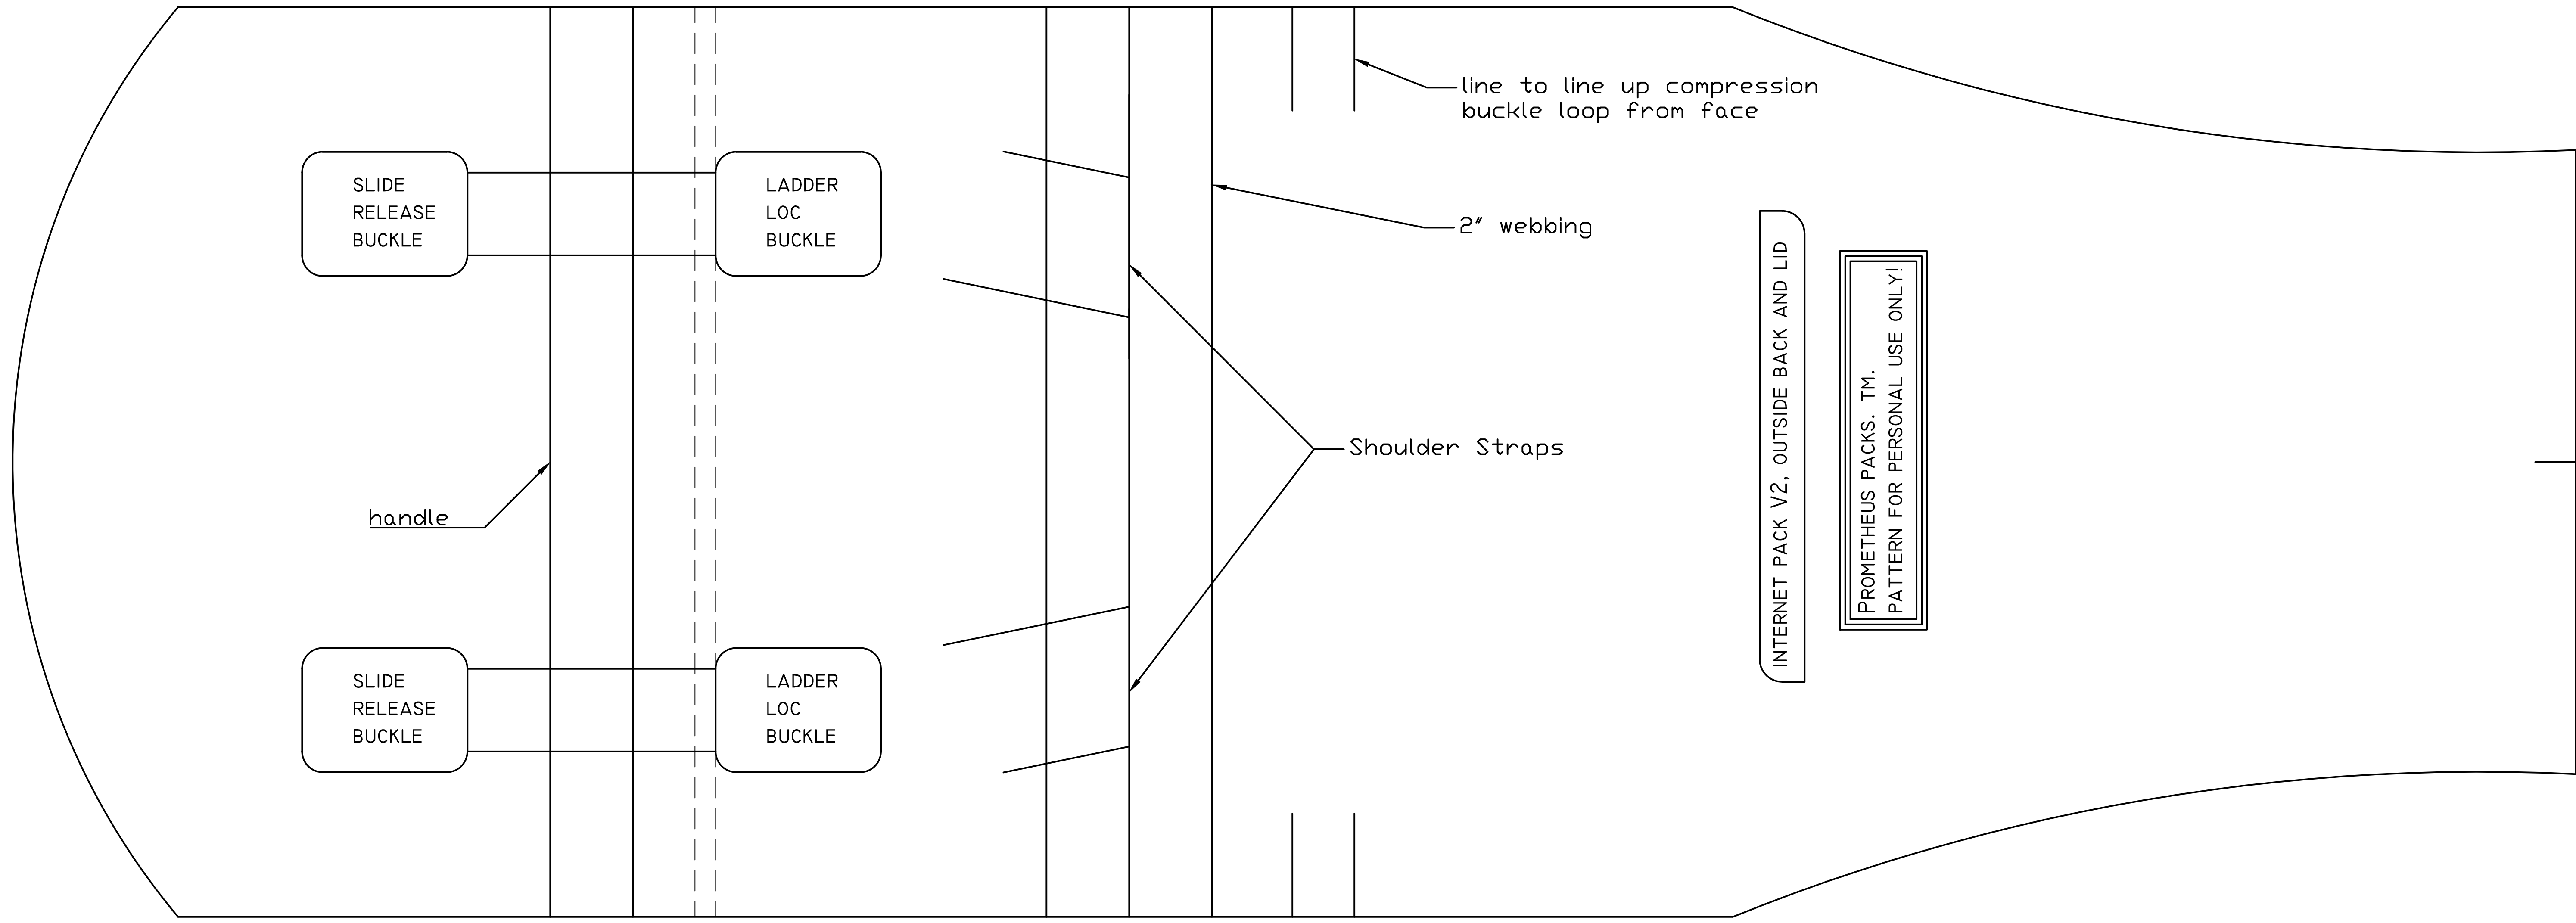 line to line up compression
buckle loop from face
SLIDE
RELEASE
BUCKLE
LADDER
LOC
BUCKLE
2" webbing
Shoulder Straps
handle
SLIDE
RELEASE
BUCKLE
LADDER
LOC
BUCKLE
INTERNET PACK V2, OUTSIDE BACK AND LID
PROMETHEUS PACKS. TM.
PATTERN FOR PERSONAL USE ONLY!